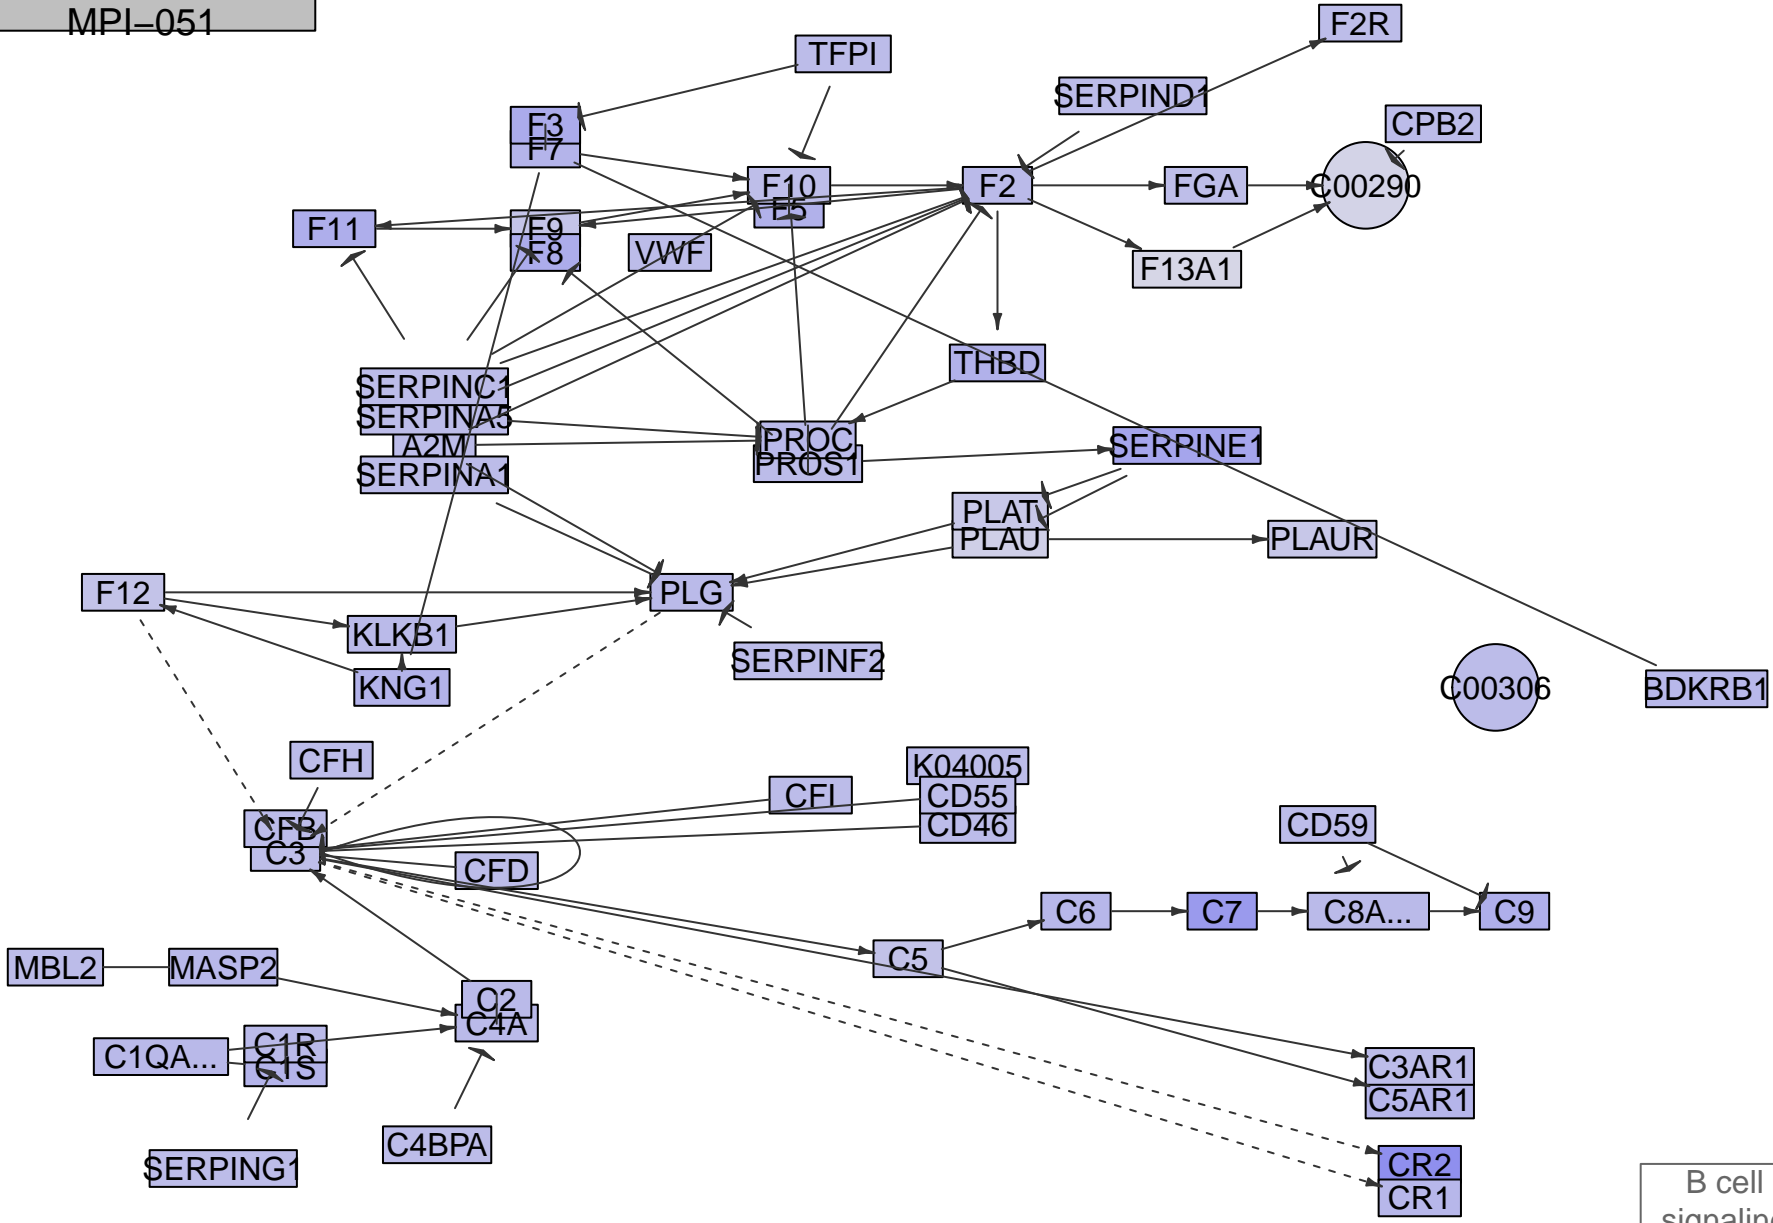 MPI−051
F2R
TFPI
SERPIND1
CPB2
F3
F7
F10
F5
F2
FGA
C00290
F11
F9
F8
VWF
F13A1
THBD
SERPINC1
SERPINA5
A2M
SERPINA1
PROC
PROS1
SERPINE1
PLAT
PLAU
PLAUR
F12
PLG
KLKB1
SERPINF2
KNG1
C00306
BDKRB1
CFH
K04005
CFI
CD55
CD46
CFB
C3
CD59
CFD
C6
C7
C8A...
C9
C5
MBL2
MASP2
C2
C4A
C1QA...
C1R
C1S
C3AR1
C5AR1
C4BPA
SERPING1
CR2
CR1
B cell